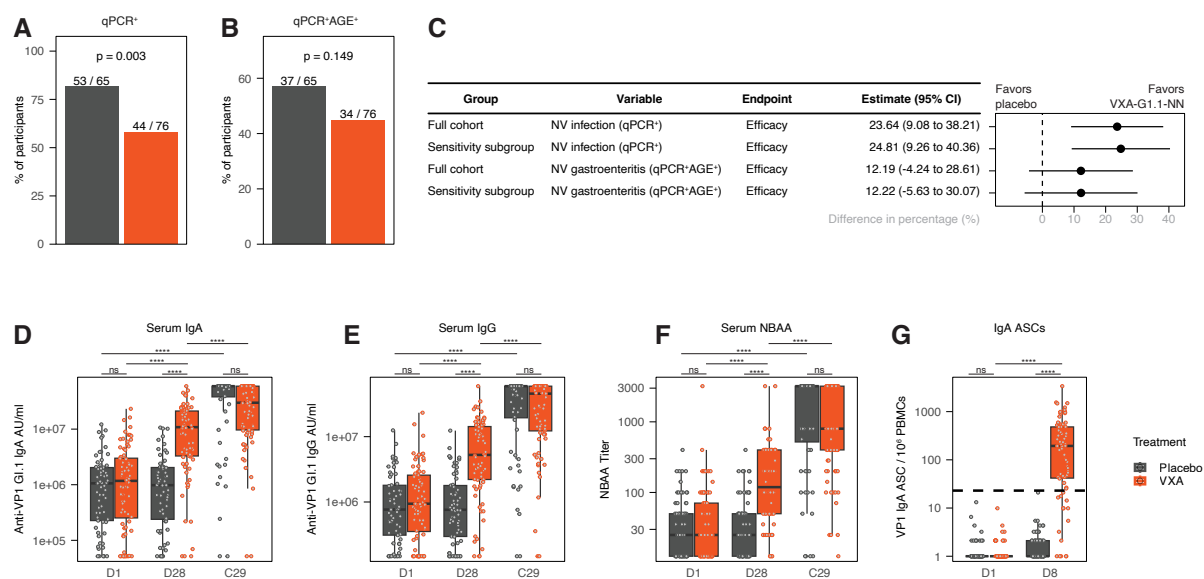 A
qPCR⁺
p = 0.003
53 / 65
44 / 76
% of participants
100
75
50
25
0
B
qPCR⁺AGE⁺
p = 0.149
37 / 65
34 / 76
% of participants
60
40
20
0
C
Group Variable Endpoint Estimate (95% CI)
Full cohort NV infection (qPCR⁺) Efficacy 23.64 (9.08 to 38.21)
Sensitivity subgroup NV infection (qPCR⁺) Efficacy 24.81 (9.26 to 40.36)
Full cohort NV gastroenteritis (qPCR⁺AGE⁺) Efficacy 12.19 (-4.24 to 28.61)
Sensitivity subgroup NV gastroenteritis (qPCR⁺AGE⁺) Efficacy 12.22 (-5.63 to 30.07)
Difference in percentage (%)
Favors placebo
Favors VXA-G1.1-NN
0 10 20 30 40
D
Serum IgA
****
****
****
ns **** ns
Anti-VP1 GI.1 IgA AU/ml
1e+07
1e+06
1e+05
D1 D28 C29
E
Serum IgG
****
****
****
ns **** ns
Anti-VP1 GI.1 IgG AU/ml
1e+07
1e+06
D1 D28 C29
F
Serum NBAA
****
****
****
ns **** ns
NBAA Titer
3000
1000
300
100
30
D1 D28 C29
G
IgA ASCs
****
ns ****
VP1 IgA ASC / 10⁶ PBMCs
1000
100
10
1
D1 D8
Treatment
Placebo
VXA